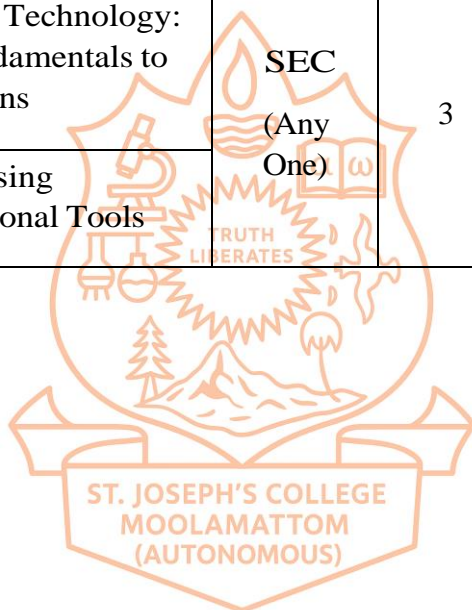 Technology:
damentals to
ns
sing
onal Tools
SEC
(Any
One)
3
α ω
TRUTH
LIBERATES
ST. JOSEPH'S COLLEGE
MOOLAMATTOM
(AUTONOMOUS)